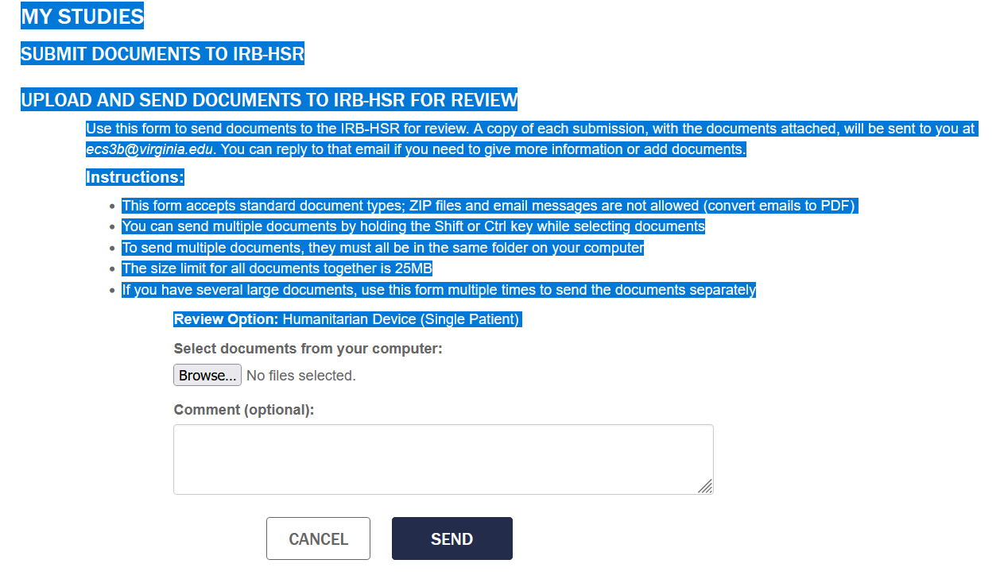 MY STUDIES
SUBMIT DOCUMENTS TO IRB-HSR
UPLOAD AND SEND DOCUMENTS TO IRB-HSR FOR REVIEW
Use this form to send documents to the IRB-HSR for review. A copy of each submission, with the documents attached, will be sent to you at
ecs3b@virginia.edu. You can reply to that email if you need to give more information or add documents.
Instructions:
• This form accepts standard document types; ZIP files and email messages are not allowed (convert emails to PDF)
• You can send multiple documents by holding the Shift or Ctrl key while selecting documents
• To send multiple documents, they must all be in the same folder on your computer
• The size limit for all documents together is 25MB
• If you have several large documents, use this form multiple times to send the documents separately
Review Option: Humanitarian Device (Single Patient)
Select documents from your computer:
Browse... No files selected.
Comment (optional):
CANCEL SEND